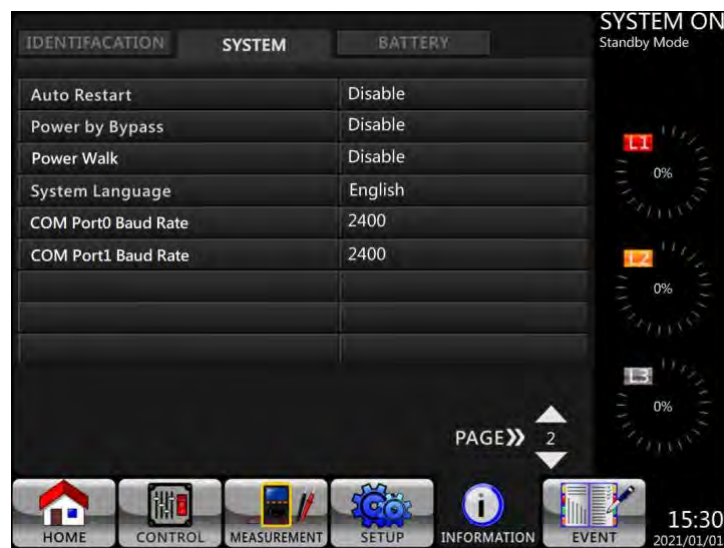 IDENTIFACATION SYSTEM BATTERY
SYSTEM ON
Standby Mode
Auto Restart Disable
Power by Bypass Disable
Power Walk Disable
System Language English
COM Port0 Baud Rate 2400
COM Port1 Baud Rate 2400
L1
0%
L2
0%
L3
0%
PAGE» 2
HOME CONTROL MEASUREMENT SETUP INFORMATION EVENT
15:30
2021/01/01